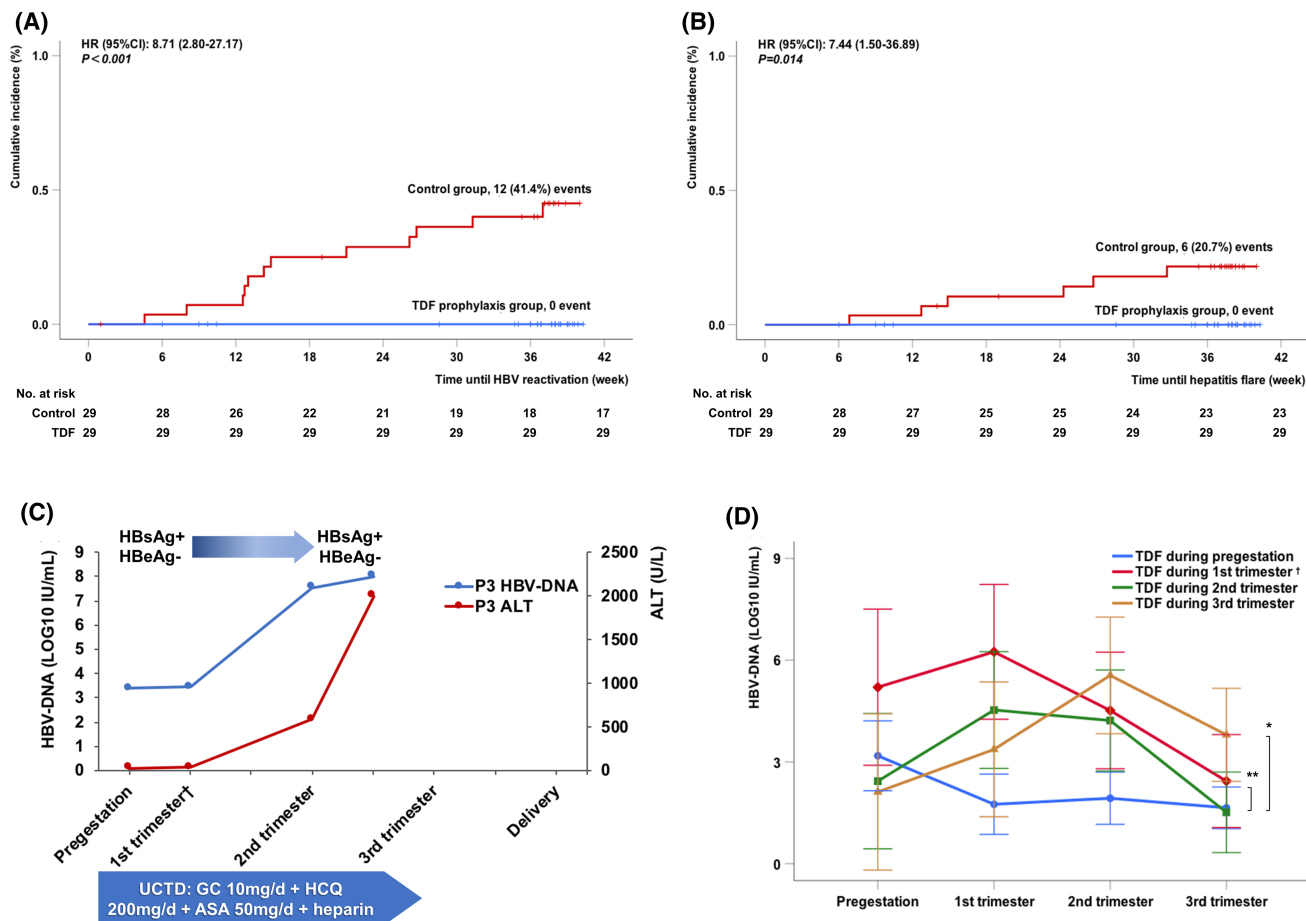 (A)
HR (95%CI): 8.71 (2.80-27.17)
P<0.001
Cumulative incidence (%)
1.0
0.5
0.0
Control group, 12 (41.4%) events
TDF prophylaxis group, 0 event
0 6 12 18 24 30 36 42
Time until HBV reactivation (week)
No. at risk
Control 29 28 26 22 21 19 18 17
TDF 29 29 29 29 29 29 29 29
(B)
HR (95%CI): 7.44 (1.50-36.89)
P=0.014
Cumulative incidence (%)
1.0
0.5
0.0
Control group, 6 (20.7%) events
TDF prophylaxis group, 0 event
0 6 12 18 24 30 36 42
Time until hepatitis flare (week)
No. at risk
Control 29 28 27 25 25 24 23 23
TDF 29 29 29 29 29 29 29 29
(C)
HBsAg+ HBsAg+
HBeAg- HBeAg-
HBV-DNA (LOG10 IU/mL)
9
8
7
6
5
4
3
2
1
0
P3 HBV-DNA
P3 ALT
2500
2000
1500
1000
500
0
ALT (U/L)
Pregestation
1st trimester†
2nd trimester
3rd trimester
Delivery
UCTD: GC 10mg/d + HCQ
200mg/d + ASA 50mg/d + heparin
(D)
HBV-DNA (LOG10 IU/mL)
9
6
3
0
TDF during pregestation
TDF during 1st trimester †
TDF during 2nd trimester
TDF during 3rd trimester
*
**
Pregestation 1st trimester 2nd trimester 3rd trimester